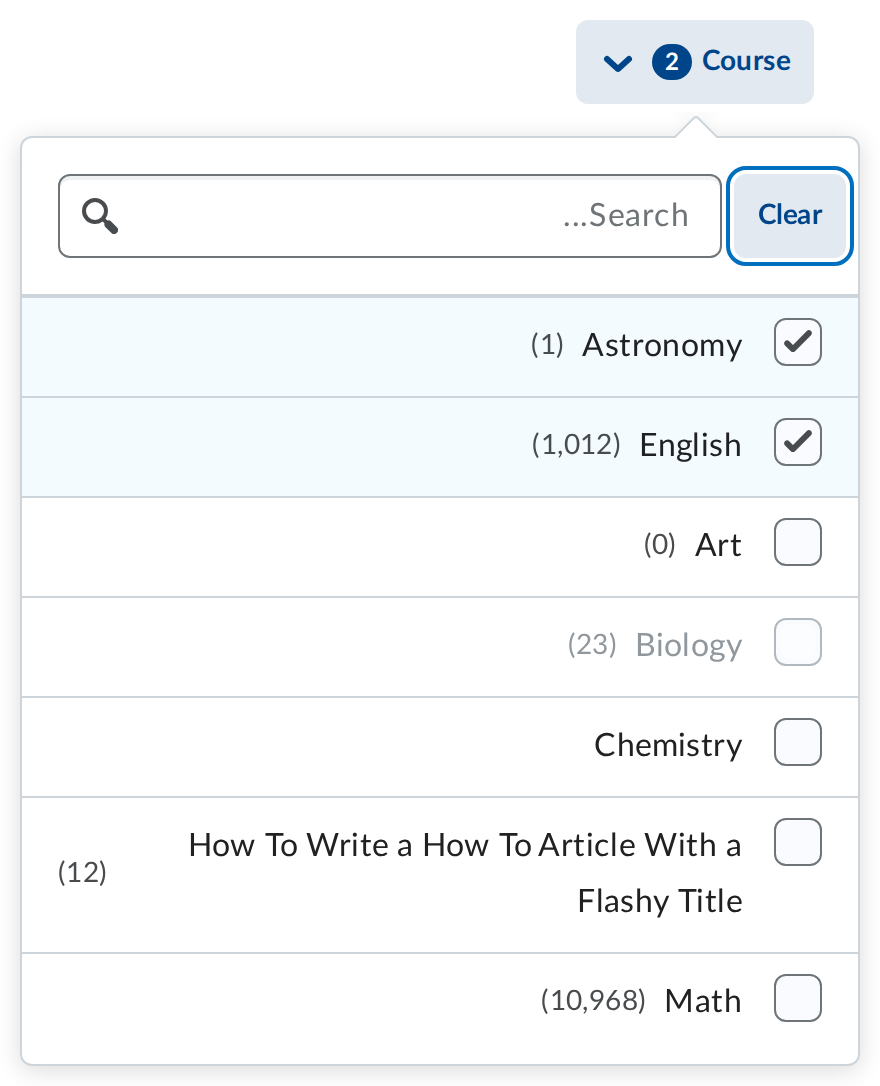 2 Course
Search...
Clear
Astronomy (1)
English (1,012)
Art (0)
Biology (23)
Chemistry
How To Write a How To Article With a
Flashy Title
(12)
Math (10,968)